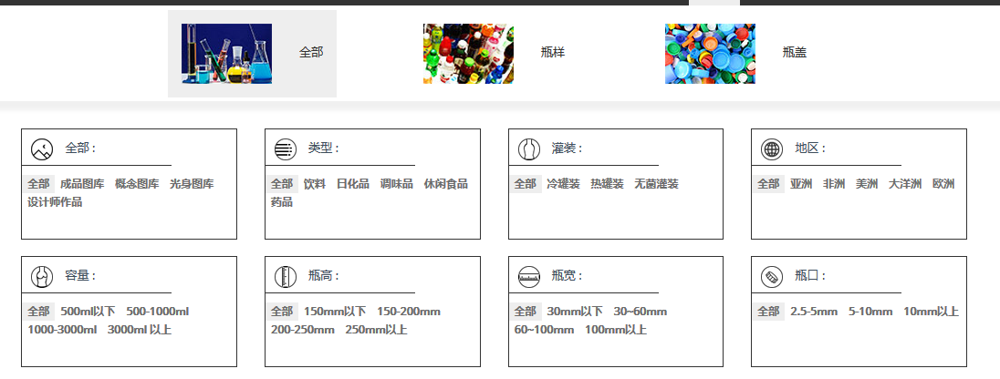 全部 瓶样 瓶盖
全部 : 类型 : 灌装 : 地区 :
全部 成品图库 概念图库 光身图库 全部 饮料 日化品 调味品 休闲食品 全部 冷罐装 热罐装 无菌灌装 全部 亚洲 非洲 美洲 大洋洲 欧洲
设计师作品 药品
容量 : 瓶高 : 瓶宽 : 瓶口 :
全部 500ml以下 500-1000ml 全部 150mm以下 150-200mm 全部 30mm以下 30~60mm 全部 2.5-5mm 5-10mm 10mm以上
1000-3000ml 3000ml 以上 200-250mm 250mm以上 60~100mm 100mm以上